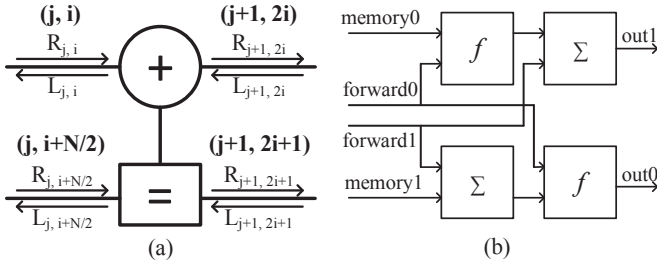 (j, i)
(j+1, 2i)
R_{j, i}
R_{j+1, 2i}
+
L_{j, i}
L_{j+1, 2i}
(j, i+N/2)
(j+1, 2i+1)
R_{j, i+N/2}
R_{j+1, 2i+1}
=
L_{j, i+N/2}
L_{j+1, 2i+1}
(a)
memory0
f
Σ
out1
forward0
forward1
memory1
Σ
f
out0
(b)